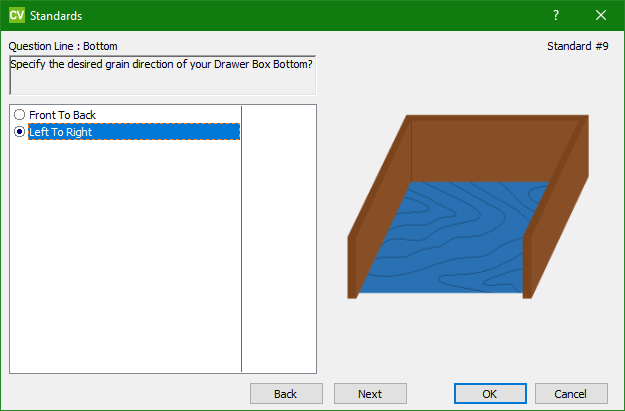 CV Standards ?
Question Line : Bottom Standard #9
Specify the desired grain direction of your Drawer Box Bottom?
Front To Back
Left To Right
Back Next OK Cancel